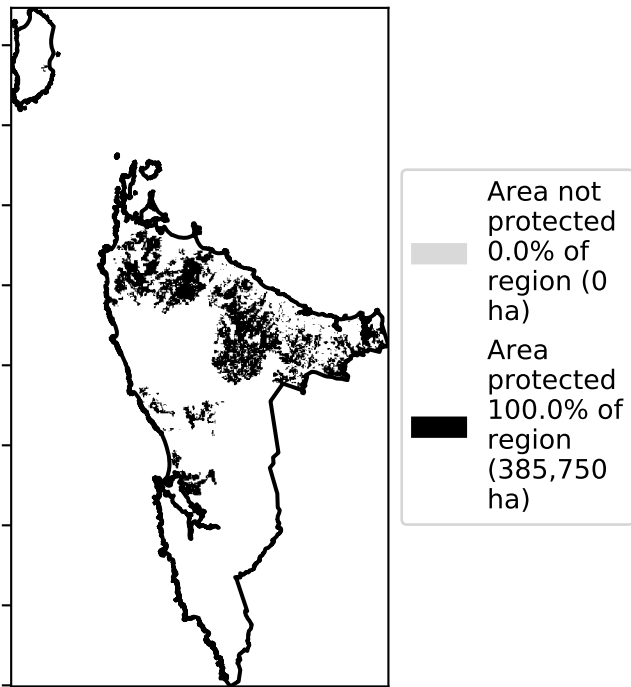 Area not
protected
0.0% of
region (0
ha)
Area
protected
100.0% of
region
(385,750
ha)